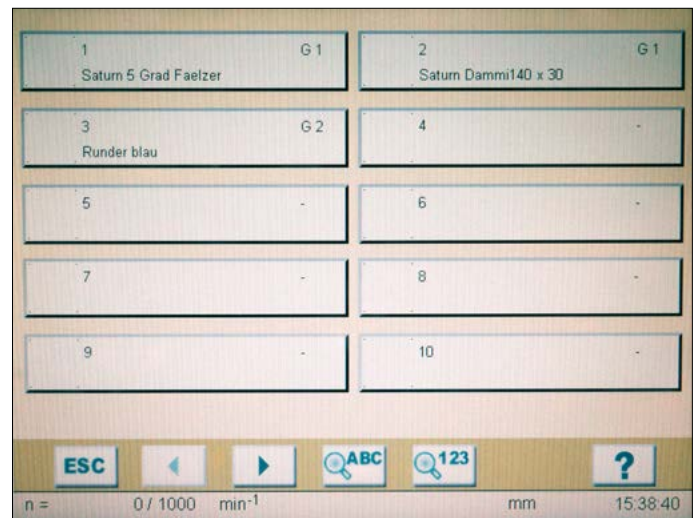 1 G 1
Saturn 5 Grad Faelzer
2 G 1
Saturn Dammi140 x 30
3 G 2
Runder blau
4 -
5 -
6 -
7 -
8 -
9 -
10 -
ESC ABC 123 ?
n = 0 / 1000 min-1 mm 15:38:40